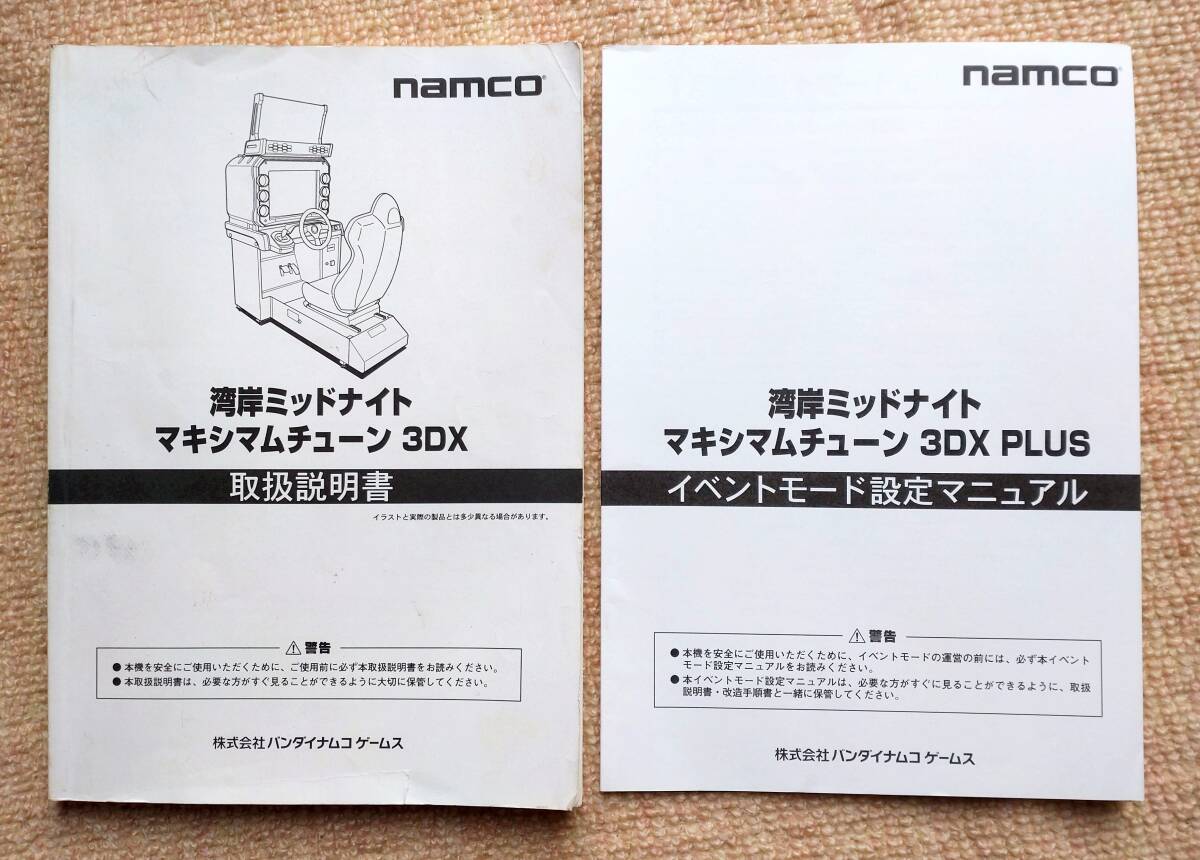 namco
湾岸ミッドナイト
マキシマムチューン 3DX
取扱説明書
イラストと実際の製品とは多少異なる場合があります。
⚠ 警告
● 本機を安全にご使用いただくために、ご使用前に必ず本取扱説明書をお読みください。
● 本取扱説明書は、必要な方がすぐ見ることができるように大切に保管してください。
株式会社 バンダイナムコ ゲームス
namco
湾岸ミッドナイト
マキシマムチューン 3DX PLUS
イベントモード設定マニュアル
⚠ 警告
● 本機を安全にご使用いただくために、イベントモードの運営の前には、必ず本イベント
モード設定マニュアルをお読みください。
● 本イベントモード設定マニュアルは、必要な方がすぐに見ることができるように、取扱
説明書・改造手順書と一緒に保管してください。
株式会社 バンダイナムコ ゲームス